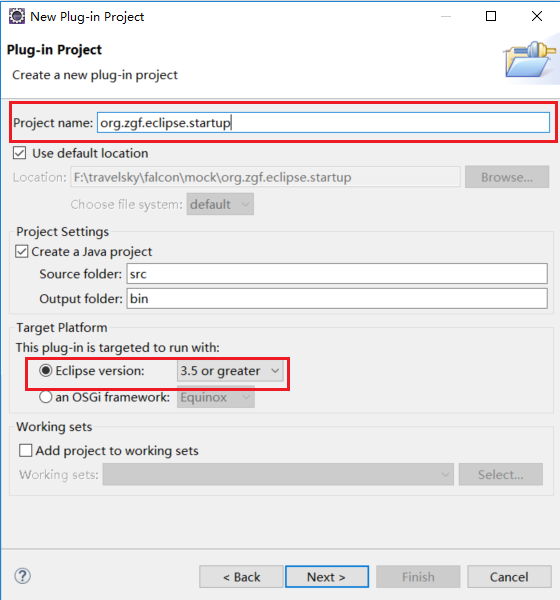 New Plug-in Project
Plug-in Project
Create a new plug-in project
Project name: org.zgf.eclipse.startup
Use default location
Location: F:\travelsky\falcon\mock\org.zgf.eclipse.startup Browse...
Choose file system: default
Project Settings
Create a Java project
Source folder: src
Output folder: bin
Target Platform
This plug-in is targeted to run with:
Eclipse version: 3.5 or greater
an OSGi framework: Equinox
Working sets
Add project to working sets
Working sets: Select...
? < Back Next > Finish Cancel